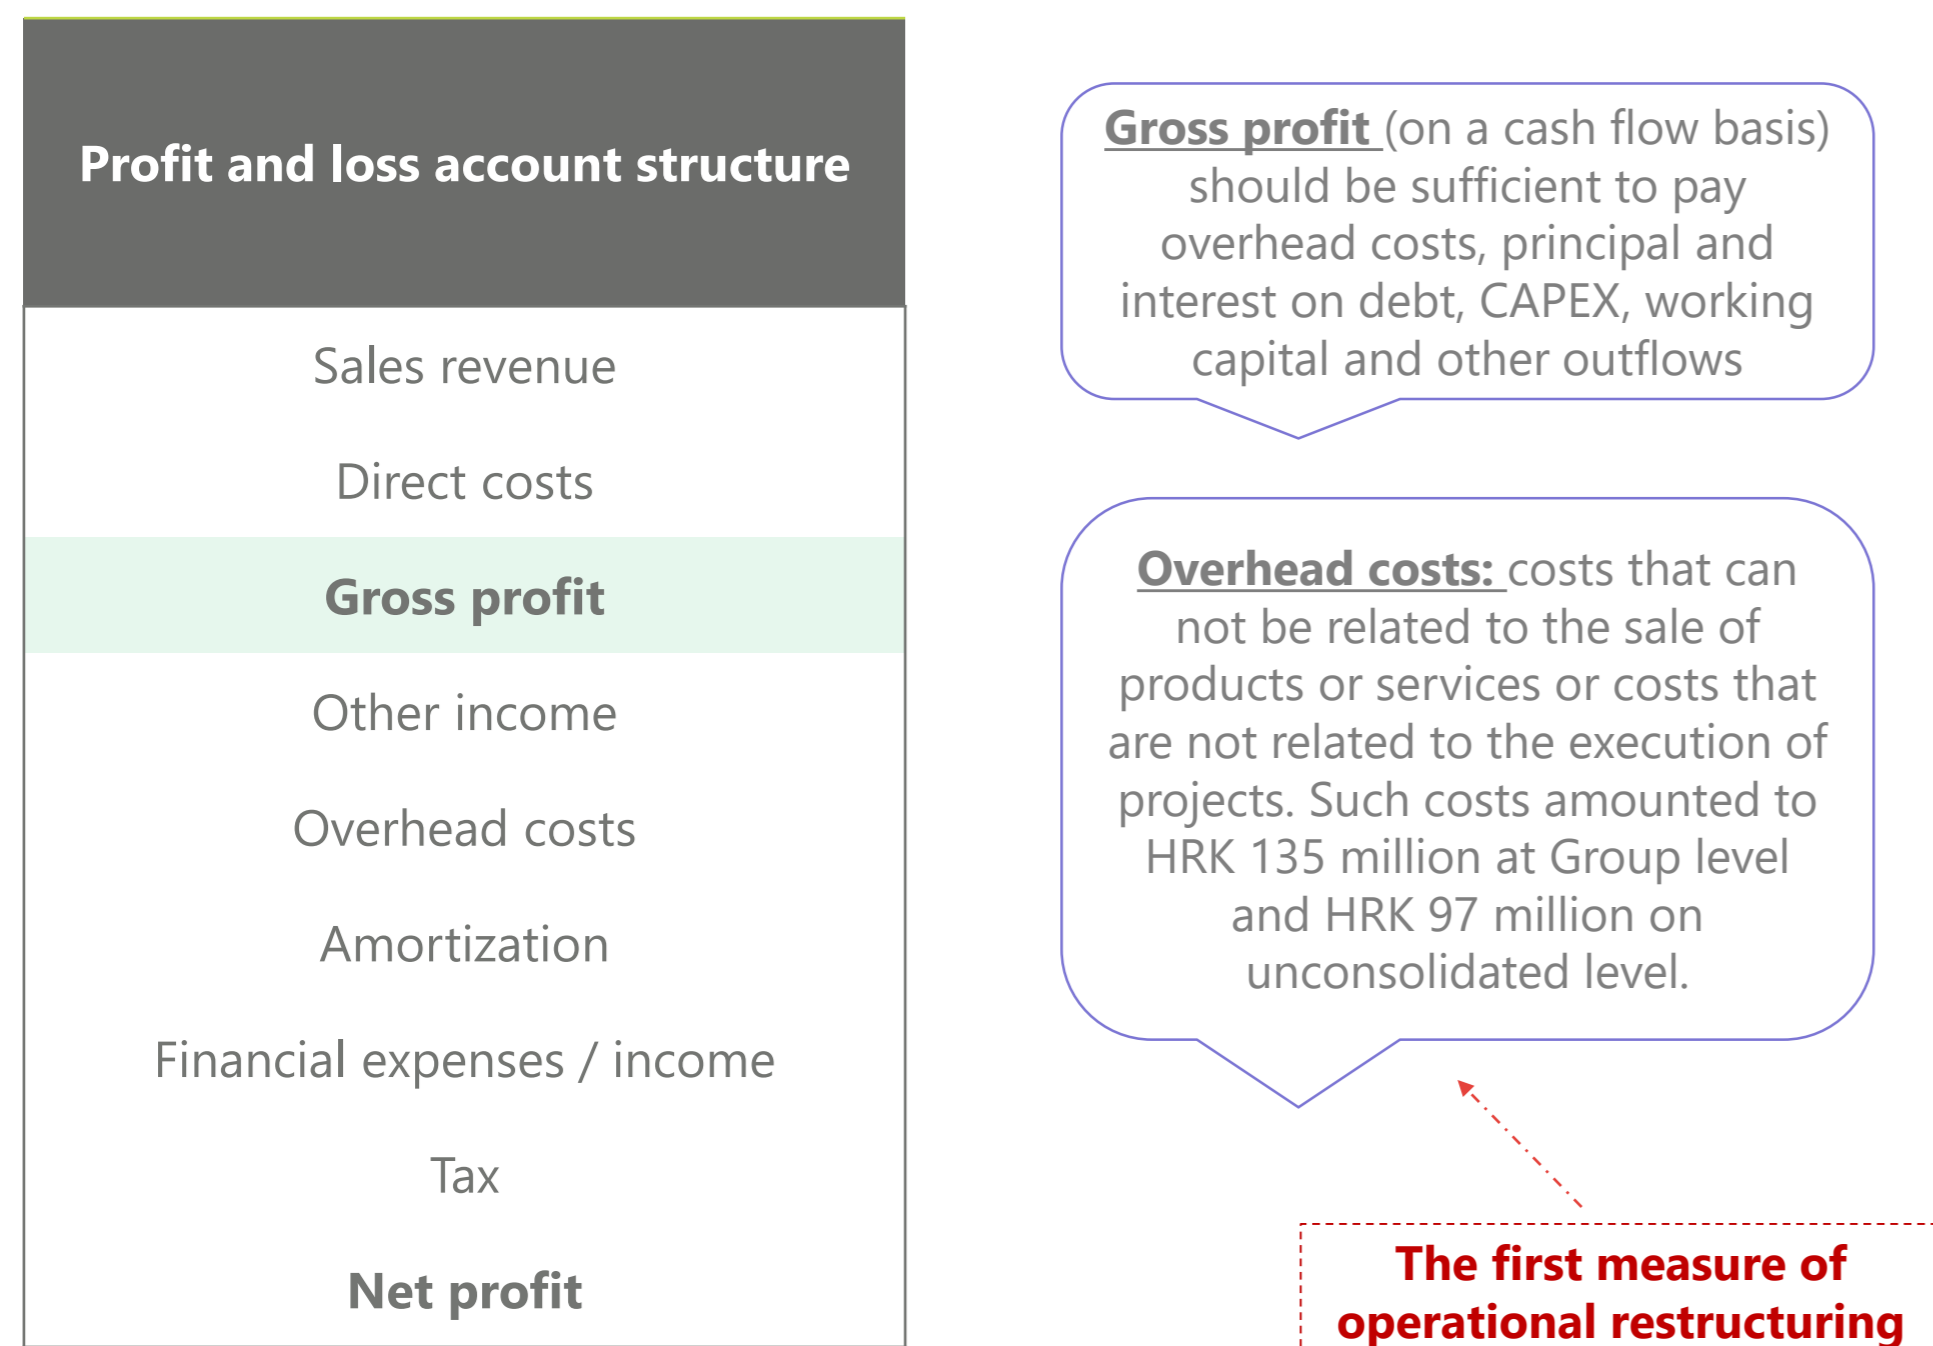 Profit and loss account structure
Sales revenue
Direct costs
Gross profit
Other income
Overhead costs
Amortization
Financial expenses / income
Tax
Net profit
Gross profit (on a cash flow basis)
should be sufficient to pay
overhead costs, principal and
interest on debt, CAPEX, working
capital and other outflows
Overhead costs: costs that can
not be related to the sale of
products or services or costs that
are not related to the execution of
projects. Such costs amounted to
HRK 135 million at Group level
and HRK 97 million on
unconsolidated level.
The first measure of
operational restructuring